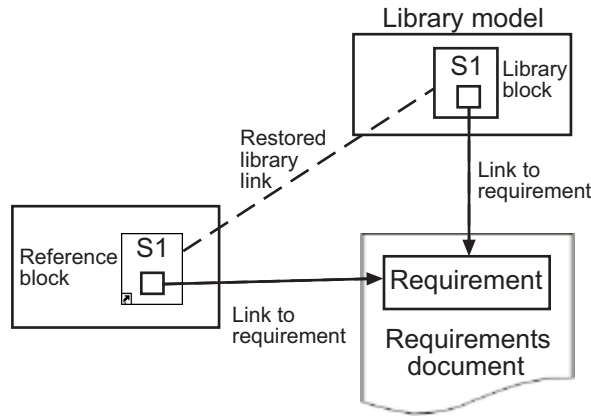 Library model
S1
Library
block
Restored
library
link
Link to
requirement
Reference
block
S1
Requirement
Link to
requirement
Requirements
document